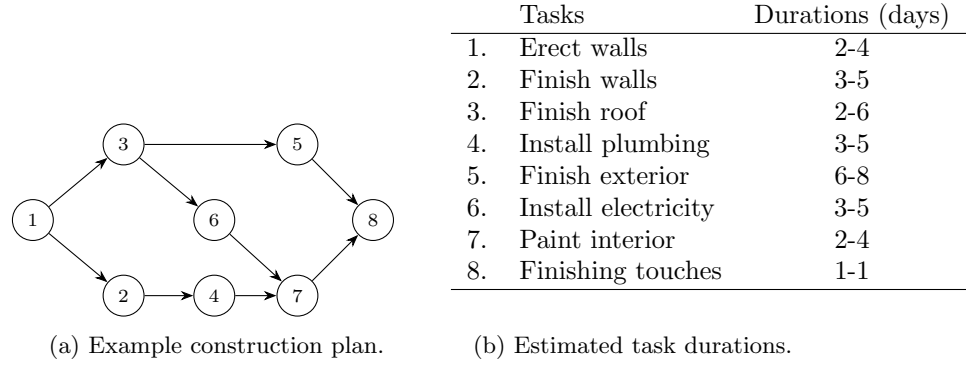 3
5
1
6
8
2
4
7
(a) Example construction plan.
Tasks Durations (days)
1. Erect walls 2-4
2. Finish walls 3-5
3. Finish roof 2-6
4. Install plumbing 3-5
5. Finish exterior 6-8
6. Install electricity 3-5
7. Paint interior 2-4
8. Finishing touches 1-1
(b) Estimated task durations.